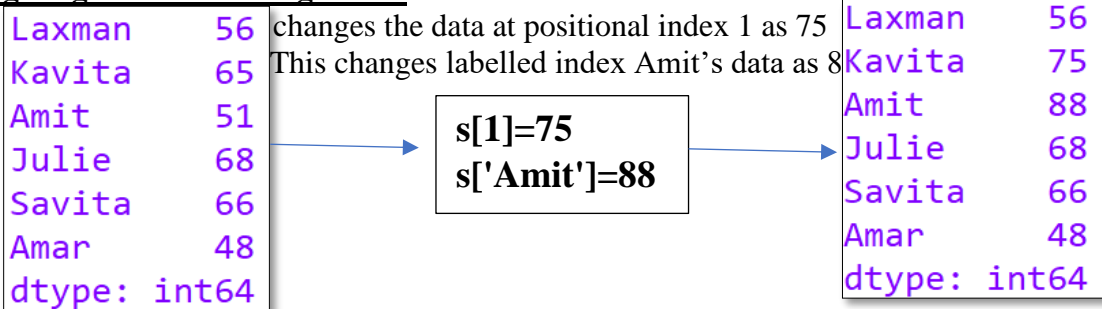 Laxman 56
Kavita 65
Amit 51
Julie 68
Savita 66
Amar 48
dtype: int64
changes the data at positional index 1 as 75
This changes labelled index Amit’s data as 8
s[1]=75
s['Amit']=88
Laxman 56
Kavita 75
Amit 88
Julie 68
Savita 66
Amar 48
dtype: int64